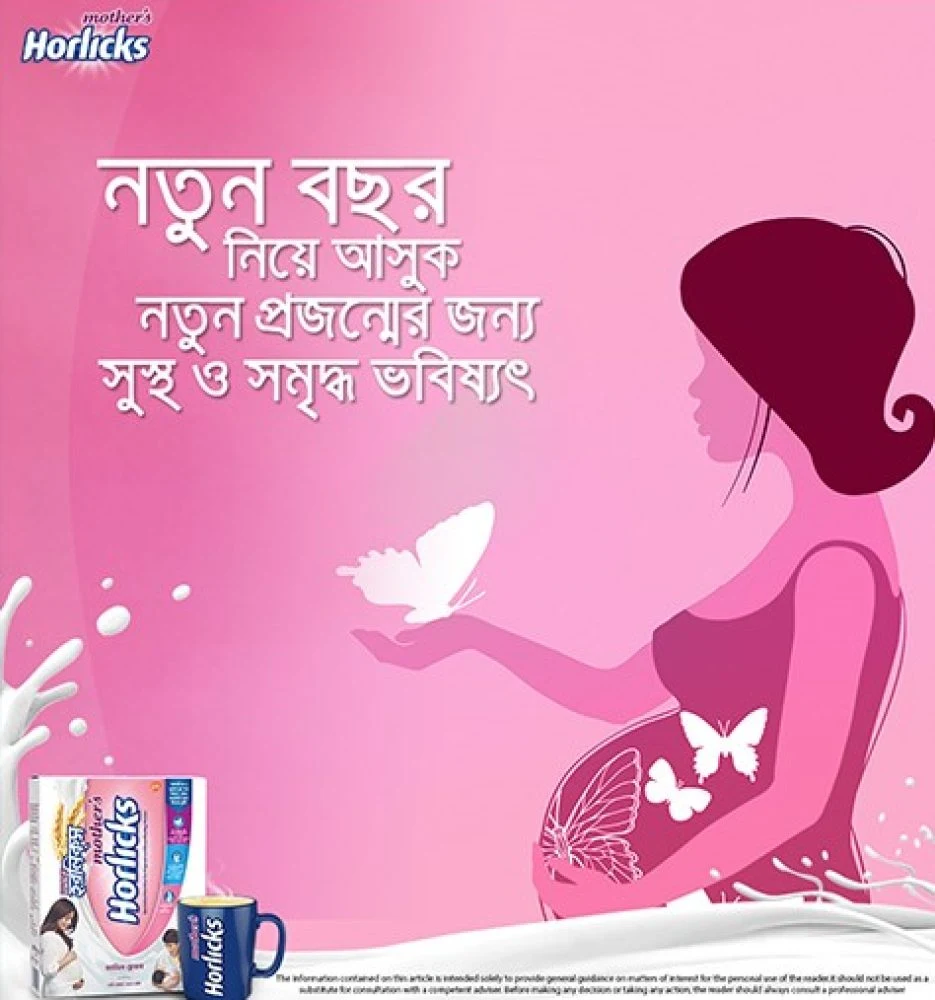 mother's
Horlicks
নতুন বছর
নিয়ে আসুক
নতুন প্রজন্মের জন্য
সুস্থ ও সমৃদ্ধ ভবিষ্যৎ
mother's
Horlicks
হরলিক্স
mother's
Horlicks
The information contained on this article is intended solely to provide general guidance on matters of interest for the personal use of the reader.it should not be used as a
substitute for consultation with a competent adviser. Before making any decision or taking any action, the reader should always consult a professional adviser